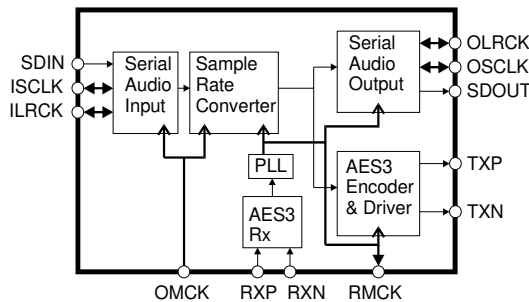 SDIN
ISCLK
ILRCK
Serial
Audio
Input
Sample
Rate
Converter
Serial
Audio
Output
OLRCK
OSCLK
SDOUT
PLL
AES3
Rx
AES3
Encoder
& Driver
TXP
TXN
OMCK
RXP
RXN
RMCK